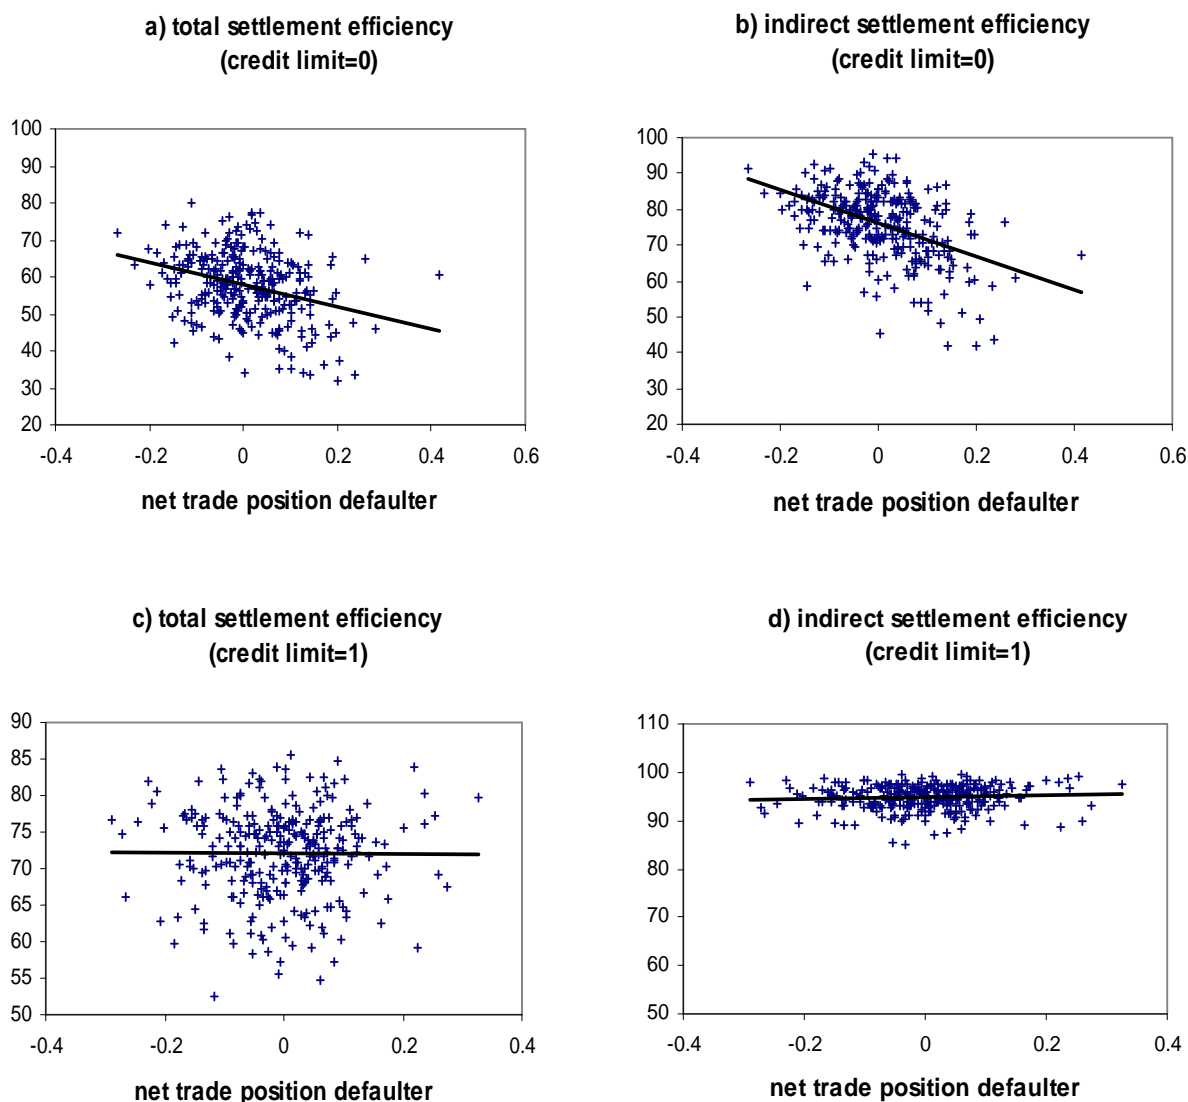 a) total settlement efficiency
(credit limit=0)
100
90
80
70
60
50
40
30
20
-0.4 -0.2 0 0.2 0.4 0.6
net trade position defaulter
b) indirect settlement efficiency
(credit limit=0)
100
90
80
70
60
50
40
30
20
-0.4 -0.2 0 0.2 0.4 0.6
net trade position defaulter
c) total settlement efficiency
(credit limit=1)
90
85
80
75
70
65
60
55
50
-0.4 -0.2 0 0.2 0.4
net trade position defaulter
d) indirect settlement efficiency
(credit limit=1)
110
100
90
80
70
60
50
-0.4 -0.2 0 0.2 0.4
net trade position defaulter